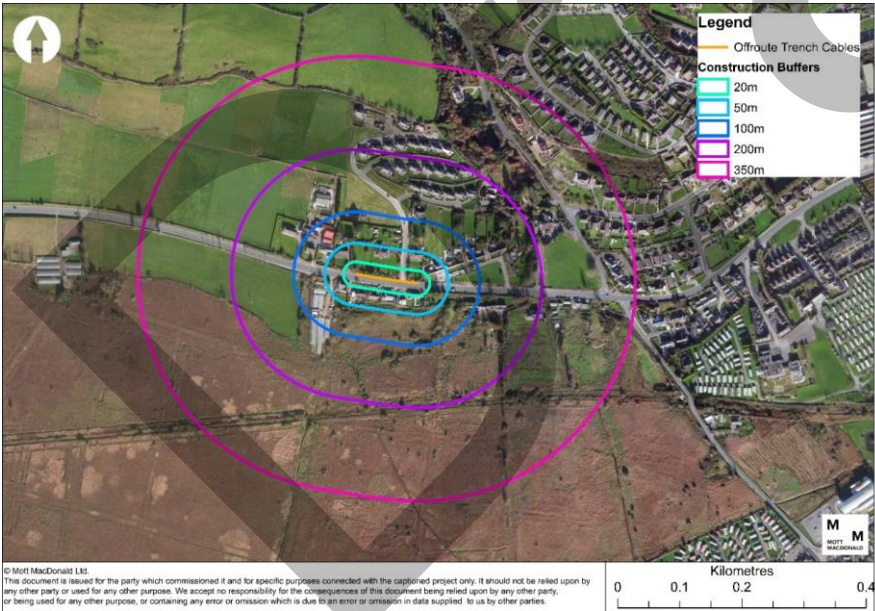 Legend
Offroute Trench Cables
Construction Buffers
20m
50m
100m
200m
350m
M
MOTT M
MACDONALD
© Mott MacDonald Ltd.
This document is issued for the party which commissioned it and for specific purposes connected with the captioned project only. It should not be relied upon by
any other party or used for any other purpose. We accept no responsibility for the consequences of this document being relied upon by any other party,
or being used for any other purpose, or containing any error or omission which is due to an error or omission in data supplied to us by other parties.
Kilometres
0 0.1 0.2 0.4